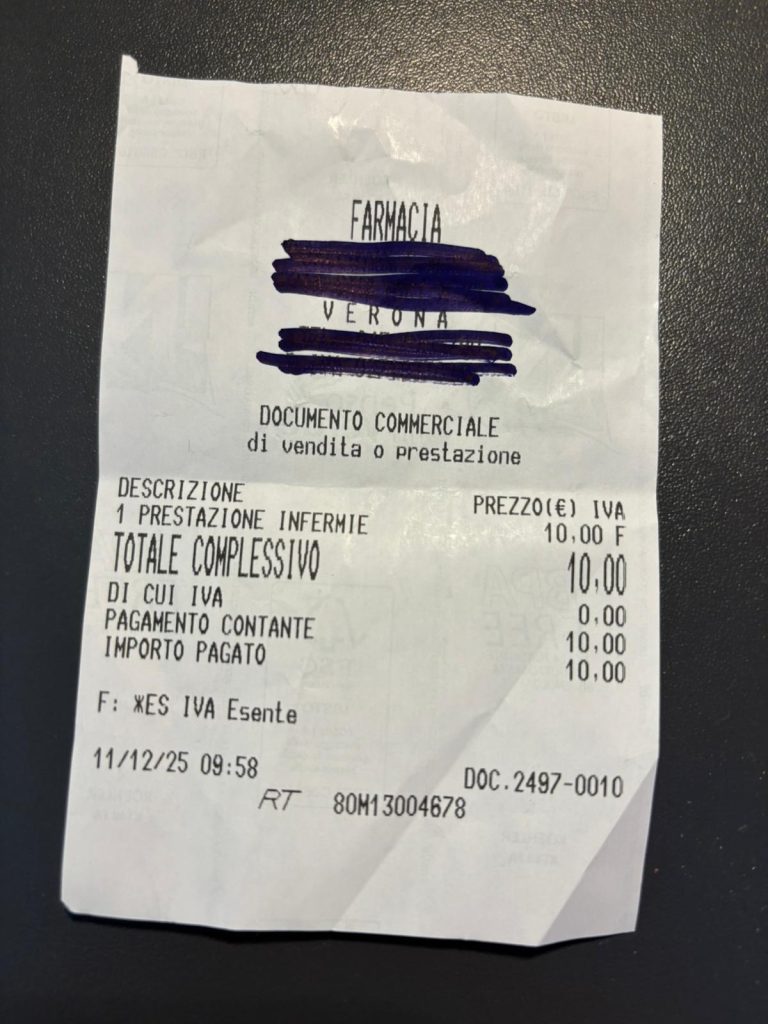 FARMACIA
VERONA
DOCUMENTO COMMERCIALE
di vendita o prestazione
DESCRIZIONE PREZZO(€) IVA
1 PRESTAZIONE INFERMIE 10,00 F
TOTALE COMPLESSIVO 10,00
DI CUI IVA 0,00
PAGAMENTO CONTANTE 10,00
IMPORTO PAGATO 10,00
F: *ES IVA Esente
11/12/25 09:58 DOC.2497-0010
RT 80M13004678